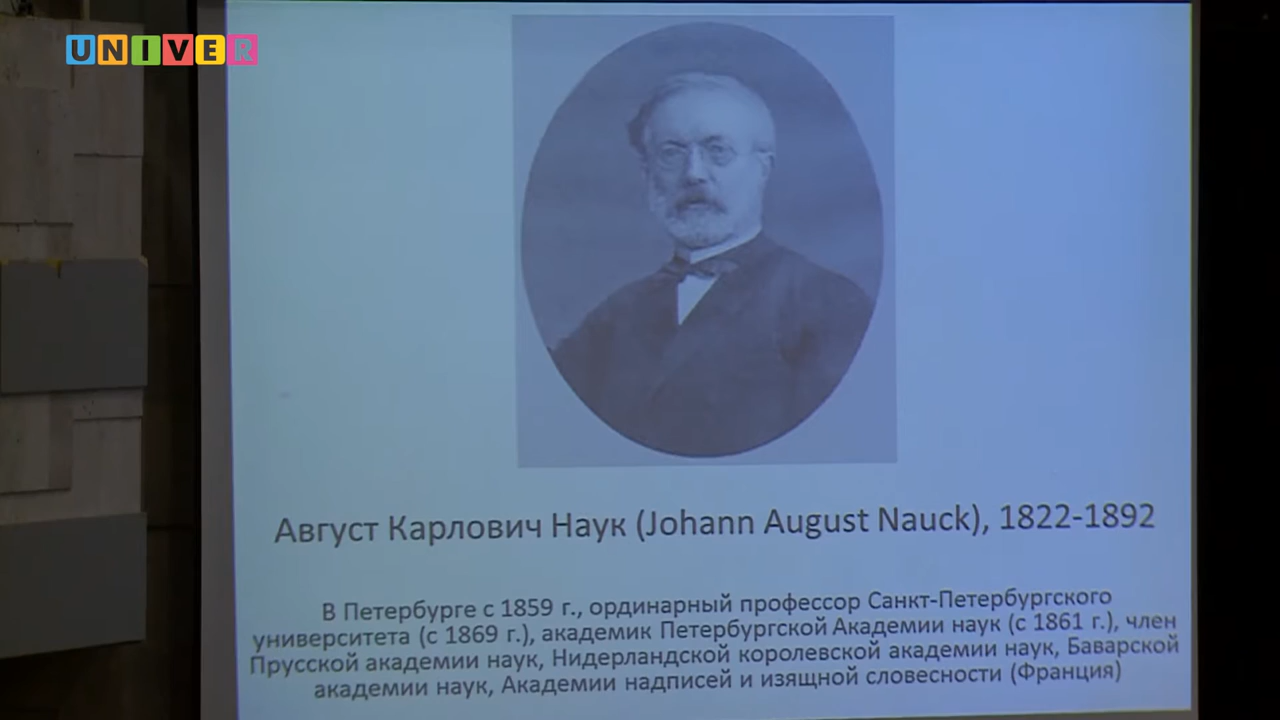 UNIVER
Август Карлович Наук (Johann August Nauck), 1822-1892
В Петербурге с 1859 г., ординарный профессор Санкт-Петербургского
университета (с 1869 г.), академик Петербургской Академии наук (с 1861 г.), член
Прусской академии наук, Нидерландской королевской академии наук, Баварской
академии наук, Академии надписей и изящной словесности (Франция)